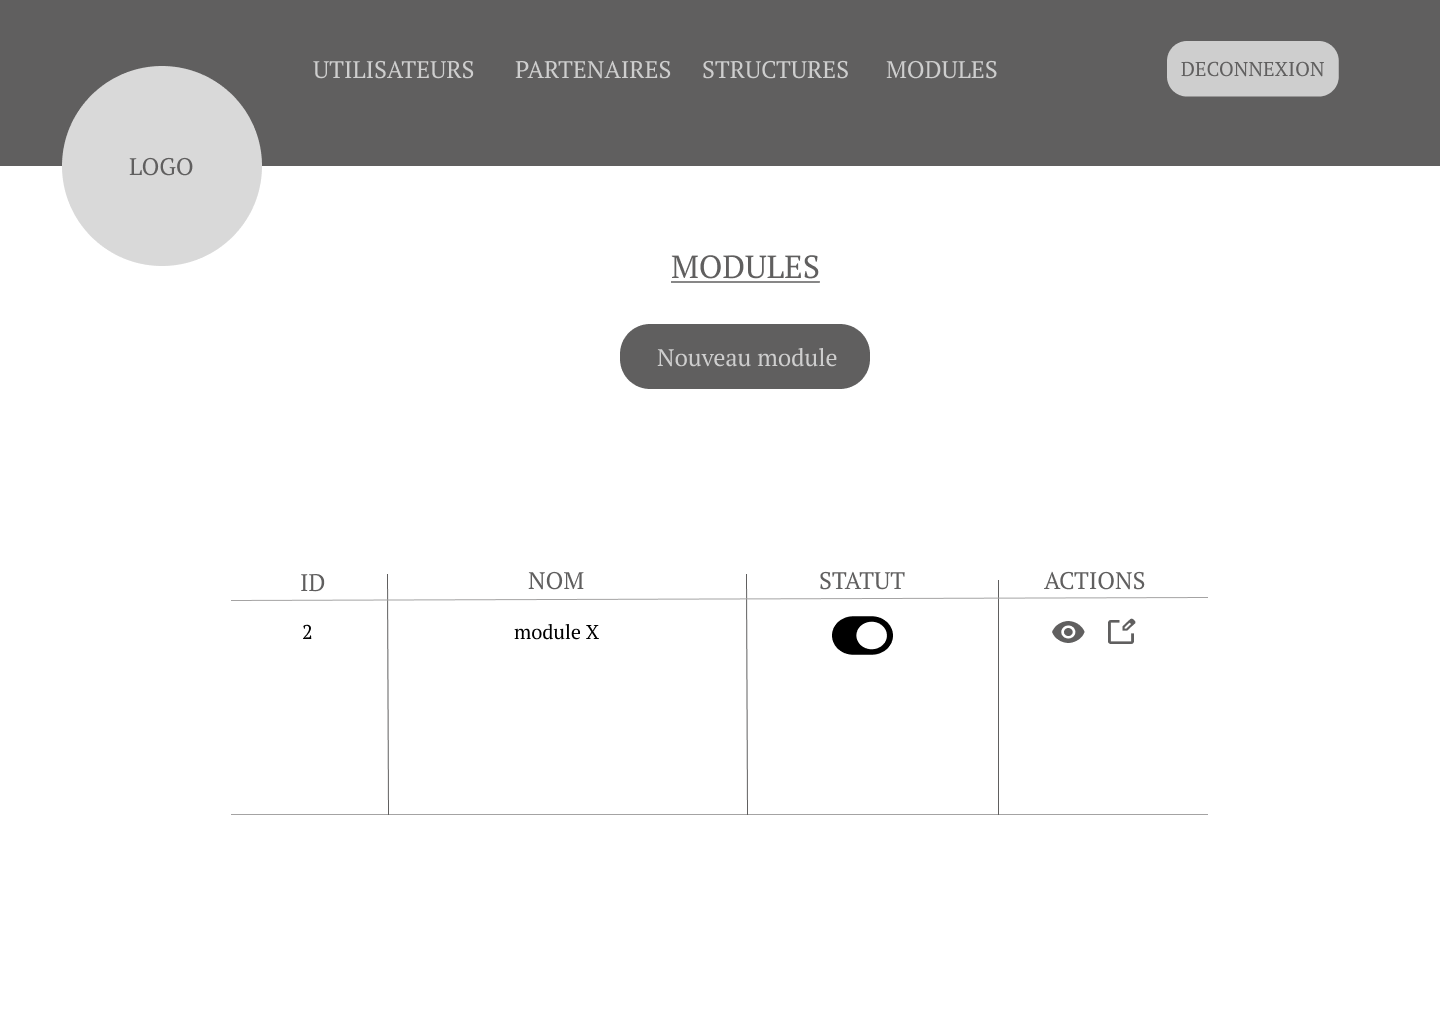 UTILISATEURS PARTENAIRES STRUCTURES MODULES DECONNEXION
LOGO
MODULES
Nouveau module
ID NOM STATUT ACTIONS
2 module X